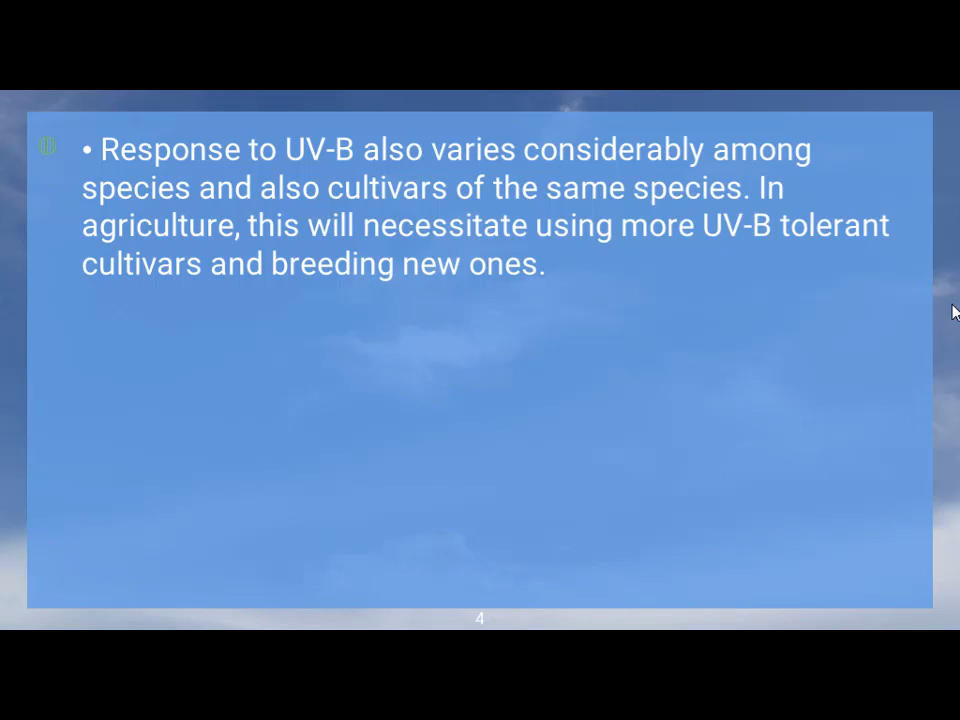 • Response to UV-B also varies considerably among
species and also cultivars of the same species. In
agriculture, this will necessitate using more UV-B tolerant
cultivars and breeding new ones.
4